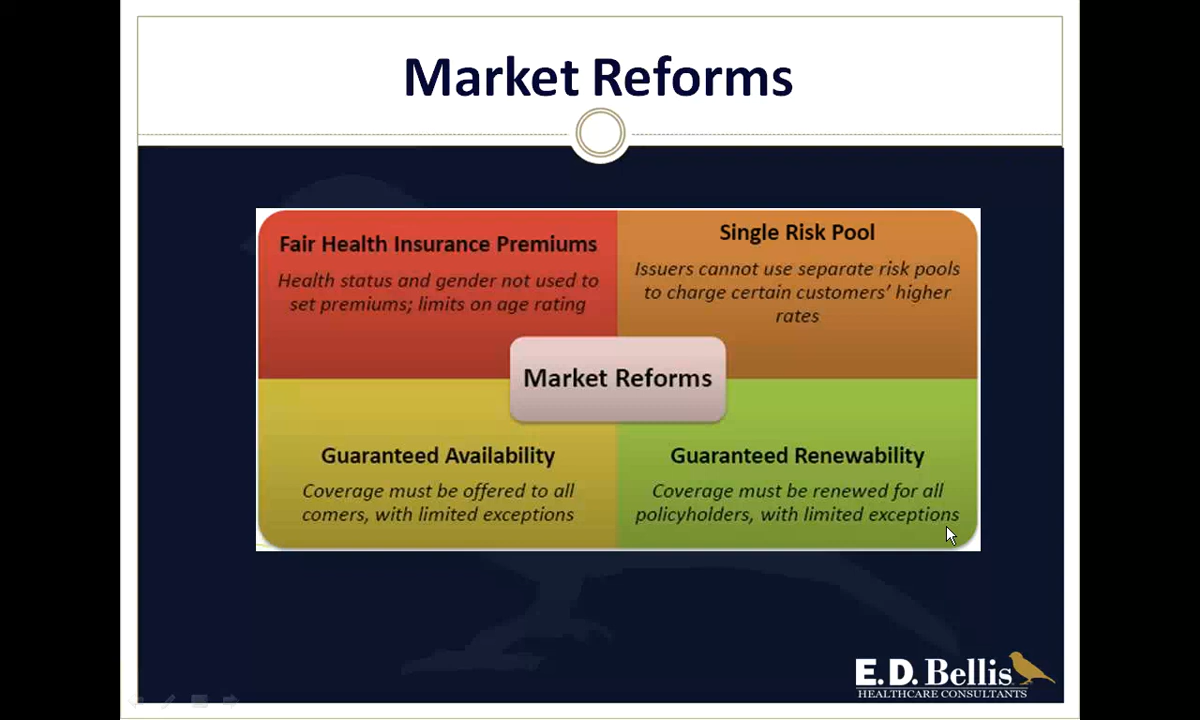 Market Reforms
Fair Health Insurance Premiums
Health status and gender not used to
set premiums; limits on age rating
Single Risk Pool
Issuers cannot use separate risk pools
to charge certain customers’ higher
rates
Market Reforms
Guaranteed Availability
Coverage must be offered to all
comers, with limited exceptions
Guaranteed Renewability
Coverage must be renewed for all
policyholders, with limited exceptions
E.D. Bellis
HEALTHCARE CONSULTANTS